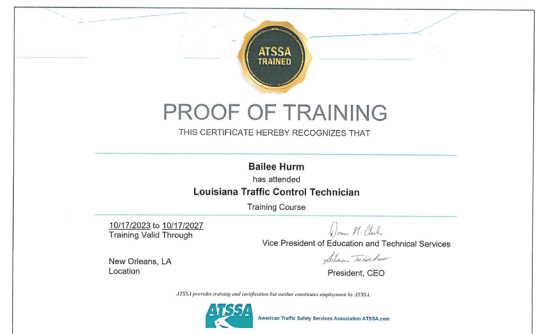 ATSSA
TRAINED
PROOF OF TRAINING
THIS CERTIFICATE HEREBY RECOGNIZES THAT
Bailee Hurm
has attended
Louisiana Traffic Control Technician
Training Course
10/17/2023 to 10/17/2027
Training Valid Through
Vice President of Education and Technical Services
New Orleans, LA
Location
President, CEO
ATSSA provides training and certification but neither constitutes employment by ATSSA
ATSSA
American Traffic Safety Services Association ATSSA.com